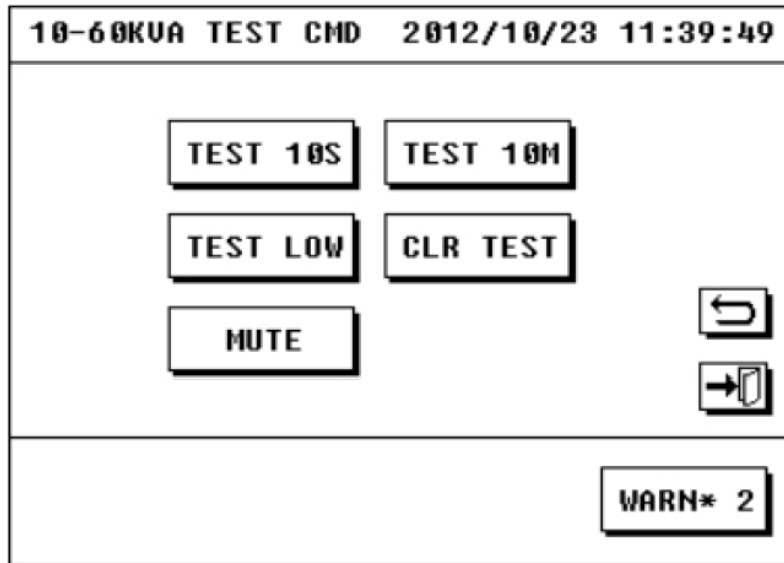 10-60KVA TEST CMD 2012/10/23 11:39:49
TEST 10S TEST 10M
TEST LOW CLR TEST
MUTE
WARN* 2